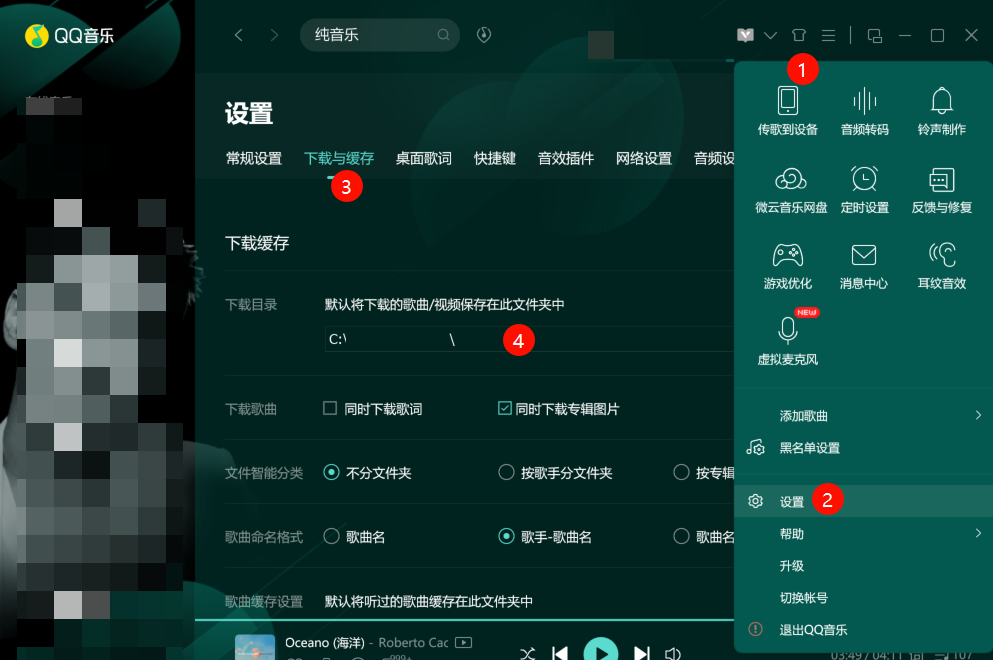 QQ音乐
纯音乐
设置
常规设置 下载与缓存 桌面歌词 快捷键 音效插件 网络设置 音频设
3
下载缓存
下载目录 默认将下载的歌曲/视频保存在此文件夹中
C:\ \ 4
下载歌曲 同时下载歌词 同时下载专辑图片
文件智能分类 不分文件夹 按歌手分文件夹 按专辑
歌曲命名格式 歌曲名 歌手-歌曲名 歌曲名
歌曲缓存设置 默认将听过的歌曲缓存在此文件夹中
Oceano (海洋) - Roberto Cac
999+
1
传歌到设备 音频转码 铃声制作
微云音乐网盘 定时设置 反馈与修复
游戏优化 消息中心 耳纹音效
NEW
虚拟麦克风
添加歌曲
黑名单设置
设置 2
帮助
升级
切换帐号
退出QQ音乐
03:49 / 04:11 词 107